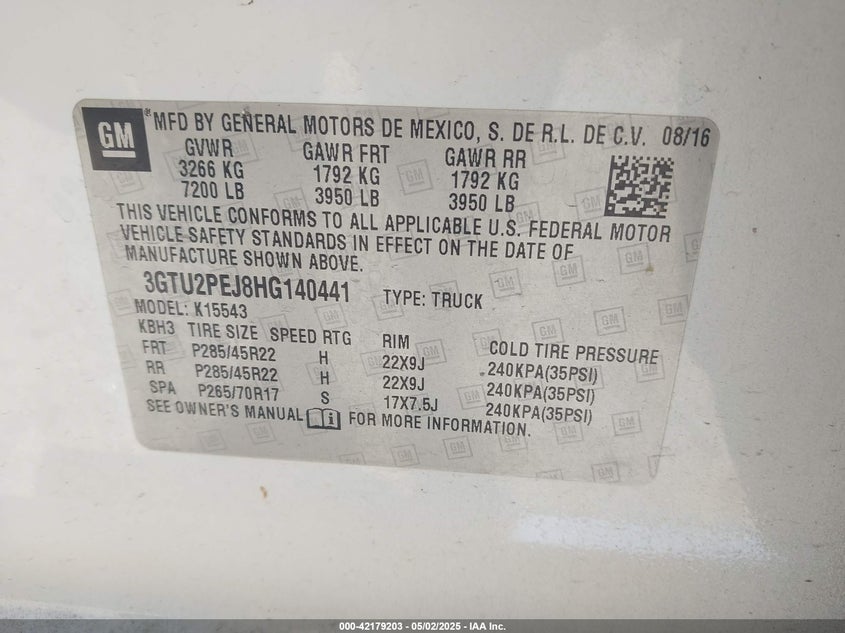 GM
MFD BY GENERAL MOTORS DE MEXICO, S. DE R.L. DE C.V. 08/16
GVWR GAWR FRT GAWR RR
3266 KG 1792 KG 1792 KG
7200 LB 3950 LB 3950 LB
THIS VEHICLE CONFORMS TO ALL APPLICABLE U.S. FEDERAL MOTOR
VEHICLE SAFETY STANDARDS IN EFFECT ON THE DATE OF
MANUFACTURE SHOWN ABOVE.
3GTU2PEJ8HG140441 TYPE: TRUCK
MODEL: K15543
KBH3 TIRE SIZE SPEED RTG RIM COLD TIRE PRESSURE
FRT P285/45R22 H 22X9J 240KPA(35PSI)
RR P285/45R22 H 22X9J 240KPA(35PSI)
SPA P265/70R17 S 17X7.5J 240KPA(35PSI)
SEE OWNER'S MANUAL FOR MORE INFORMATION.
000-42179203 - 05/02/2025 - IAA Inc.